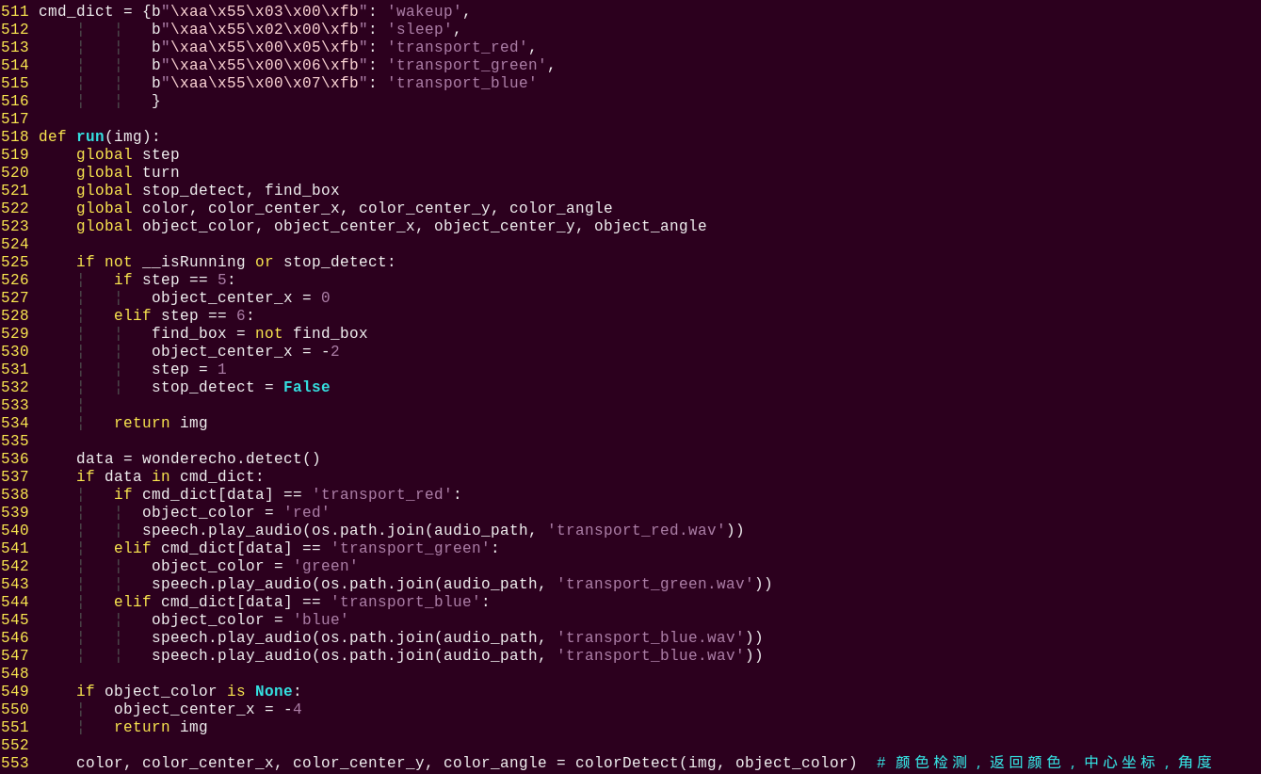 511 cmd_dict = {b"\xaa\x55\x03\x00\xfb": 'wakeup',
512             b"\xaa\x55\x02\x00\xfb": 'sleep',
513             b"\xaa\x55\x00\x05\xfb": 'transport_red',
514             b"\xaa\x55\x00\x06\xfb": 'transport_green',
515             b"\xaa\x55\x00\x07\xfb": 'transport_blue'
516             }
517
518 def run(img):
519     global step
520     global turn
521     global stop_detect, find_box
522     global color, color_center_x, color_center_y, color_angle
523     global object_color, object_center_x, object_center_y, object_angle
524
525     if not __isRunning or stop_detect:
526         if step == 5:
527             object_center_x = 0
528         elif step == 6:
529             find_box = not find_box
530             object_center_x = -2
531             step = 1
532             stop_detect = False
533
534         return img
535
536     data = wonderecho.detect()
537     if data in cmd_dict:
538         if cmd_dict[data] == 'transport_red':
539            object_color = 'red'
540            speech.play_audio(os.path.join(audio_path, 'transport_red.wav'))
541         elif cmd_dict[data] == 'transport_green':
542             object_color = 'green'
543             speech.play_audio(os.path.join(audio_path, 'transport_green.wav'))
544         elif cmd_dict[data] == 'transport_blue':
545             object_color = 'blue'
546             speech.play_audio(os.path.join(audio_path, 'transport_blue.wav'))
547             speech.play_audio(os.path.join(audio_path, 'transport_blue.wav'))
548
549     if object_color is None:
550         object_center_x = -4
551         return img
552
553     color, color_center_x, color_center_y, color_angle = colorDetect(img, object_color)  # 颜色检测，返回颜色，中心坐标，角度